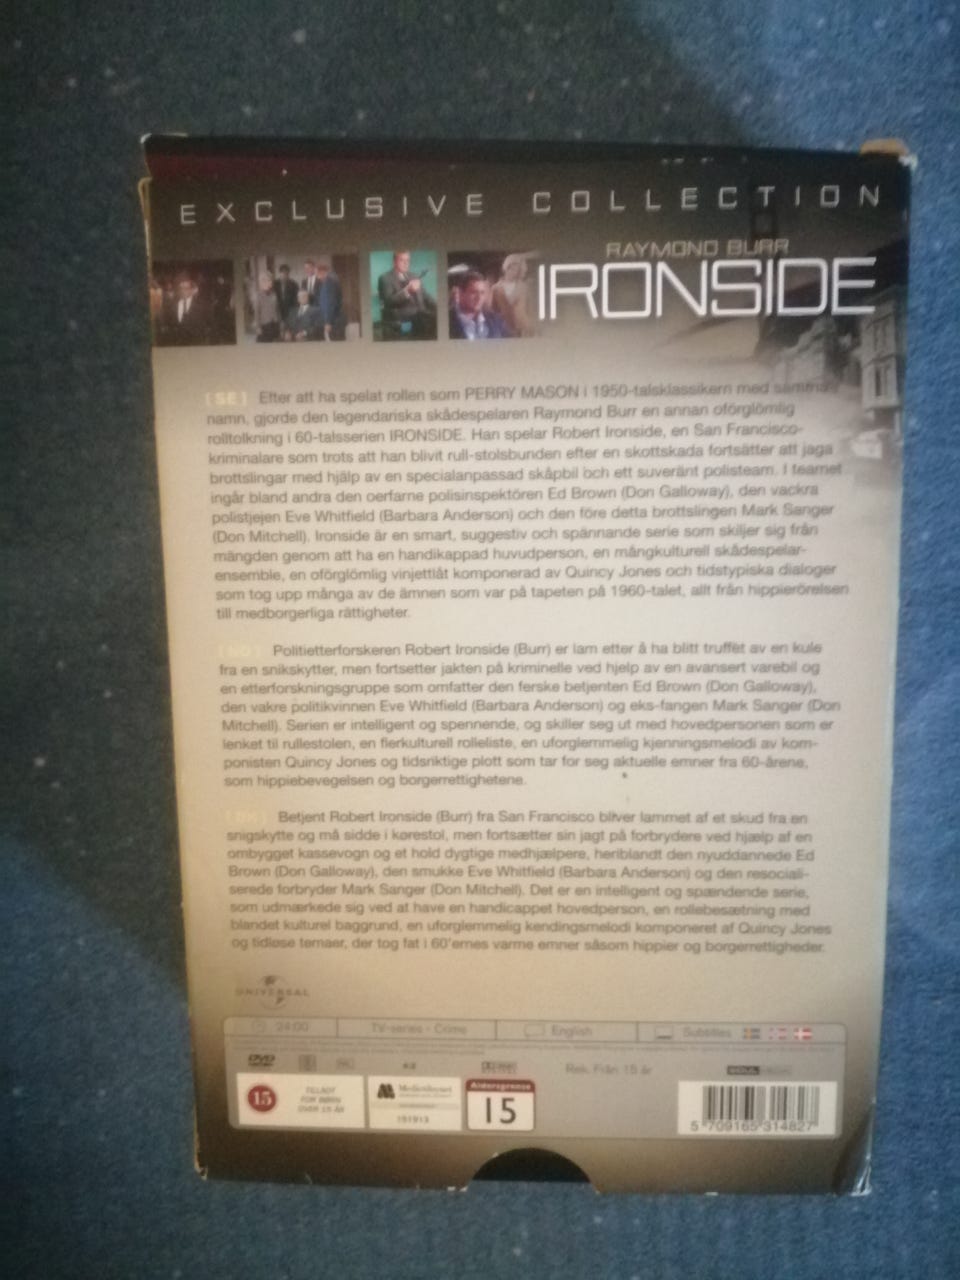 EXCLUSIVE COLLECTION
RAYMOND BURR
IRONSIDE
[SE] Efter att ha spelat rollen som PERRY MASON i 1950-talsklassikern med samma
namn, gjorde den legendariska skådespelaren Raymond Burr en annan oförglömlig
rolltolkning i 60-talsserien IRONSIDE. Han spelar Robert Ironside, en San Francisco-
kriminalare som trots att han blivit rull-stolsbunden efter en skottskada fortsätter att jaga
brottslingar med hjälp av en specialanpassad skåpbil och ett suveränt polisteam. I teamet
ingår bland andra den oerfarne polisinspektören Ed Brown (Don Galloway), den vackra
polistjejen Eve Whitfield (Barbara Anderson) och den före detta brottslingen Mark Sanger
(Don Mitchell). Ironside är en smart, suggestiv och spännande serie som skiljer sig från
mängden genom att ha en handikappad huvudperson, en mångkulturell skådespelar-
ensemble, en oförglömlig vinjettlåt komponerad av Quincy Jones och tidstypiska dialoger
som tog upp många av de ämnen som var på tapeten på 1960-talet, allt från hippierörelsen
till medborgerliga rättigheter.
[NO] Politietterforskeren Robert Ironside (Burr) er lam etter å ha blitt truffet av en kule
fra en snikskytter, men fortsetter jakten på kriminelle ved hjelp av en avansert varebil og
en etterforskningsgruppe som omfatter den ferske betjenten Ed Brown (Don Galloway),
den vakre politikvinnen Eve Whitfield (Barbara Anderson) og eks-fangen Mark Sanger (Don
Mitchell). Serien er intelligent og spennende, og skiller seg ut med hovedpersonen som er
lenket til rullestolen, en flerkulturell rolleliste, en uforglemmelig kjenningsmelodi av kom-
ponisten Quincy Jones og tidsriktige plott som tar for seg aktuelle emner fra 60-årene,
som hippiebevegelsen og borgerrettighetene.
[DK] Betjent Robert Ironside (Burr) fra San Francisco bliver lammet af et skud fra en
snigskytte og må sidde i kørestol, men fortsætter sin jagt på forbrydere ved hjælp af en
ombygget kassevogn og et hold dygtige medhjælpere, heriblandt den nyuddannede Ed
Brown (Don Galloway), den smukke Eve Whitfield (Barbara Anderson) og den resociali-
serede forbryder Mark Sanger (Don Mitchell). Det er en intelligent og spændende serie,
som udmærkede sig ved at have en handicappet hovedperson, en rollebesætning med
blandet kulturel baggrund, en uforglemmelig kendingsmelodi komponeret af Quincy Jones
og tidløse temaer, der tog fat i 60'ernes varme emner såsom hippier og borgerrettigheder.
UNIVERSAL
24:00 TV-series - Crime English Subtitles
DVD Rek. Från 15 år SOUL MEDIA
15 TILLADT
FOR BØRN
OVER 15 ÅR
Medietilsynet
Aldersgrense
15
5 709165 314827